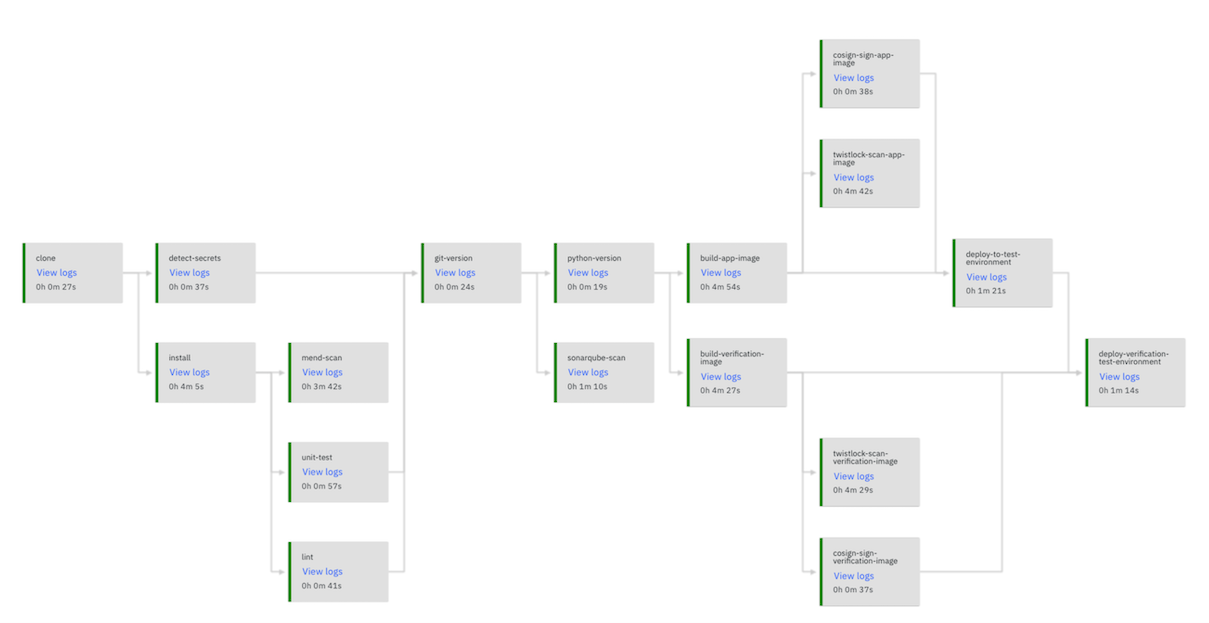 cosign-sign-app-
image
View logs
0h 0m 38s
twistlock-scan-app-
image
View logs
0h 4m 42s
clone
View logs
0h 0m 27s
detect-secrets
View logs
0h 0m 37s
git-version
View logs
0h 0m 24s
python-version
View logs
0h 0m 19s
build-app-image
View logs
0h 4m 54s
deploy-to-test-
environment
View logs
0h 1m 21s
install
View logs
0h 4m 5s
mend-scan
View logs
0h 3m 42s
sonarqube-scan
View logs
0h 1m 10s
build-verification-
image
View logs
0h 4m 27s
deploy-verification-
test-environment
View logs
0h 1m 14s
unit-test
View logs
0h 0m 57s
twistlock-scan-
verification-image
View logs
0h 4m 29s
lint
View logs
0h 0m 41s
cosign-sign-
verification-image
View logs
0h 0m 37s